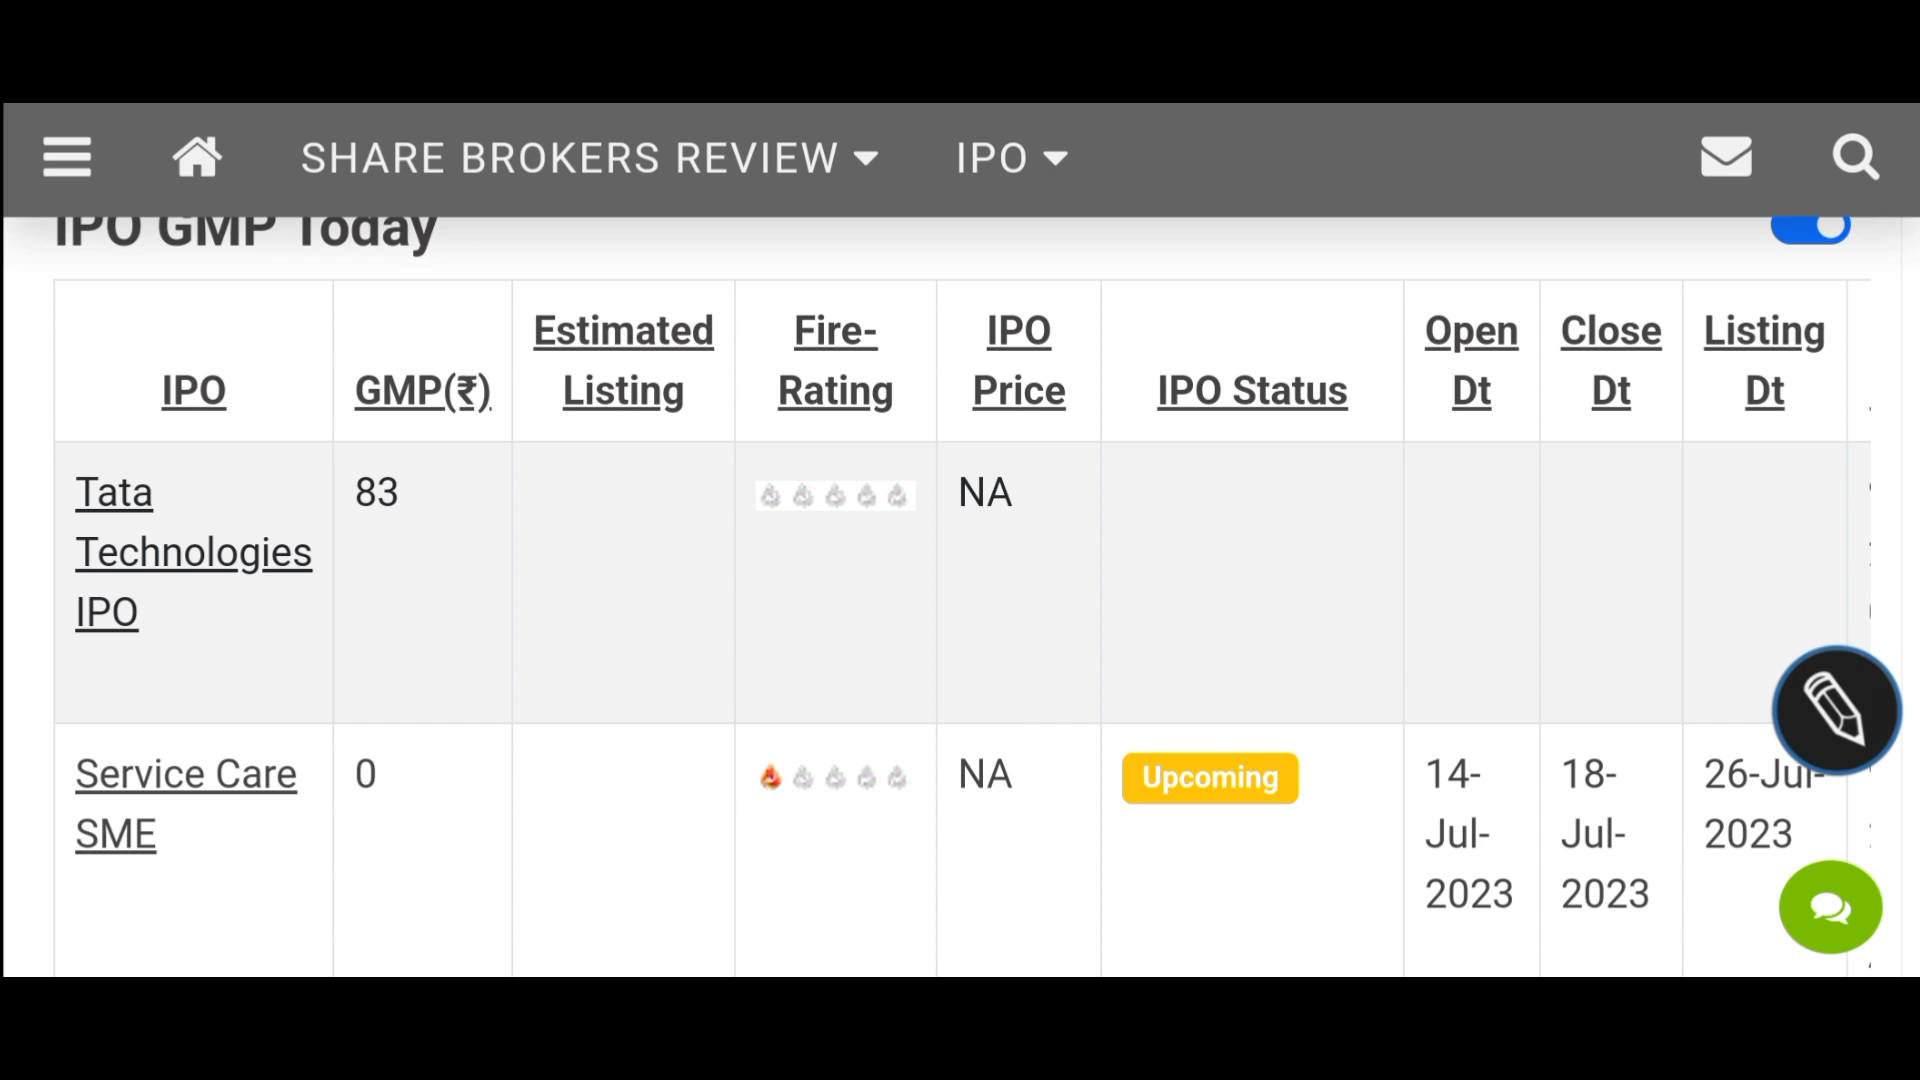 SHARE BROKERS REVIEW IPO
IPO GMP Today
IPO GMP(₹) Estimated Listing Fire-Rating IPO Price IPO Status Open Dt Close Dt Listing Dt
Tata Technologies IPO 83 NA
Service Care SME 0 NA Upcoming 14-Jul-2023 18-Jul-2023 26-Jul-2023